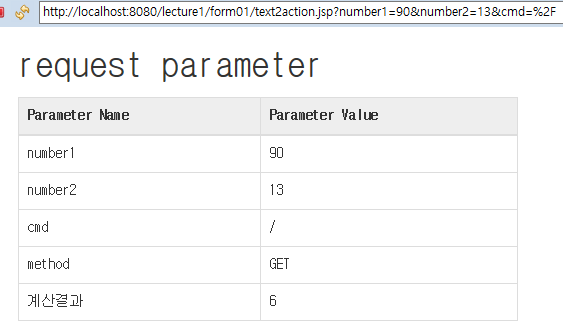 http://localhost:8080/lecture1/form01/text2action.jsp?number1=90&number2=13&cmd=%2F
request parameter
Parameter Name Parameter Value
number1 90
number2 13
cmd /
method GET
계산결과 6